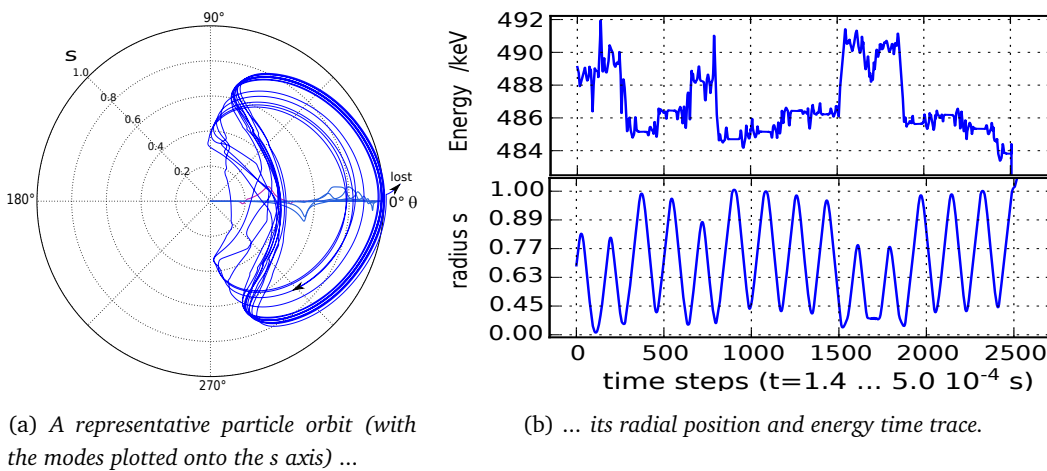 90°
s
1.0
0.8
0.6
0.4
0.2
180°
lost
0° θ
270°
Energy /keV
492
490
488
486
484
radius s
1.00
0.89
0.77
0.63
0.45
0.00
0 500 1000 1500 2000 2500
time steps (t=1.4 ... 5.0 10⁻⁴ s)
(a) A representative particle orbit (with
the modes plotted onto the s axis) ...
(b) ... its radial position and energy time trace.